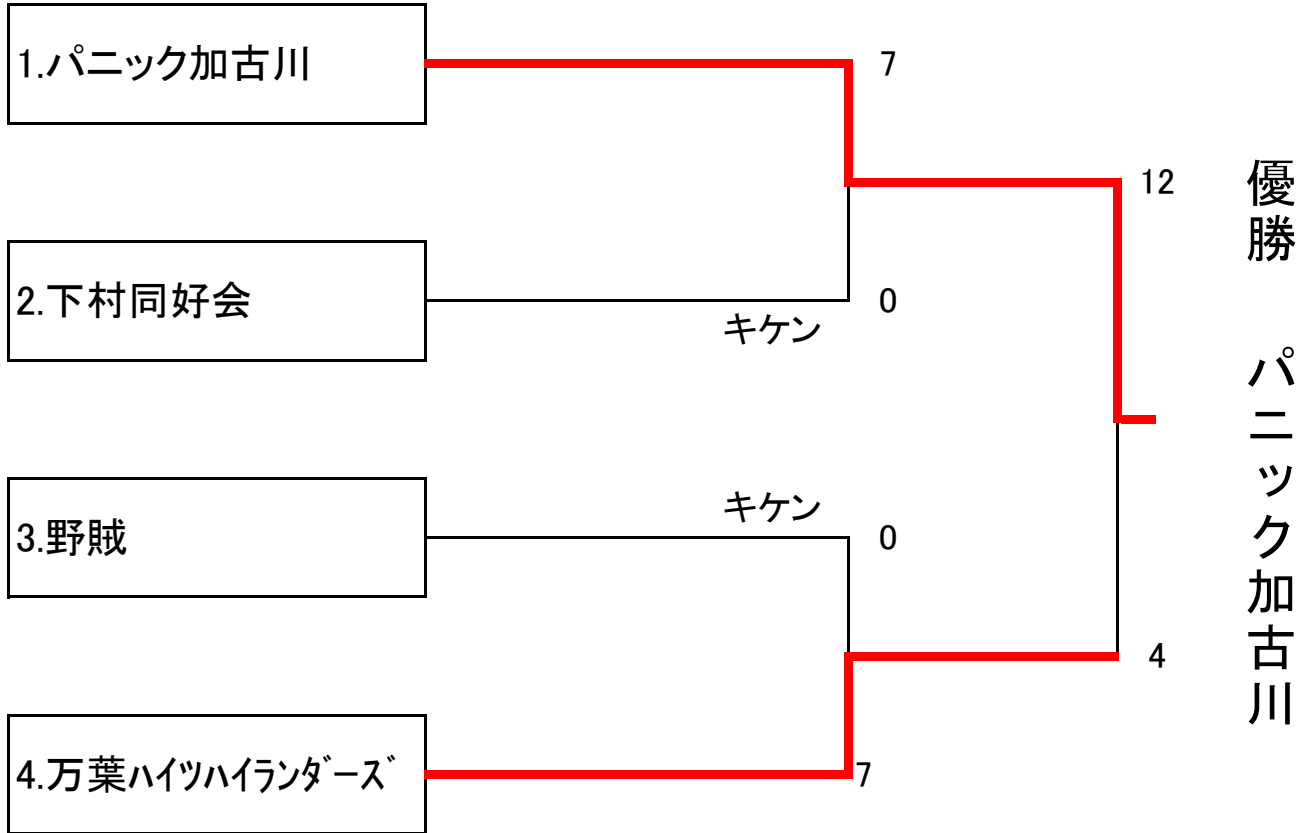 1.パニック加古川
7
12
2.下村同好会
キケン
0
3.野賊
キケン
0
4
4.万葉ハイツハイランダーズ
7
優勝 パニック加古川